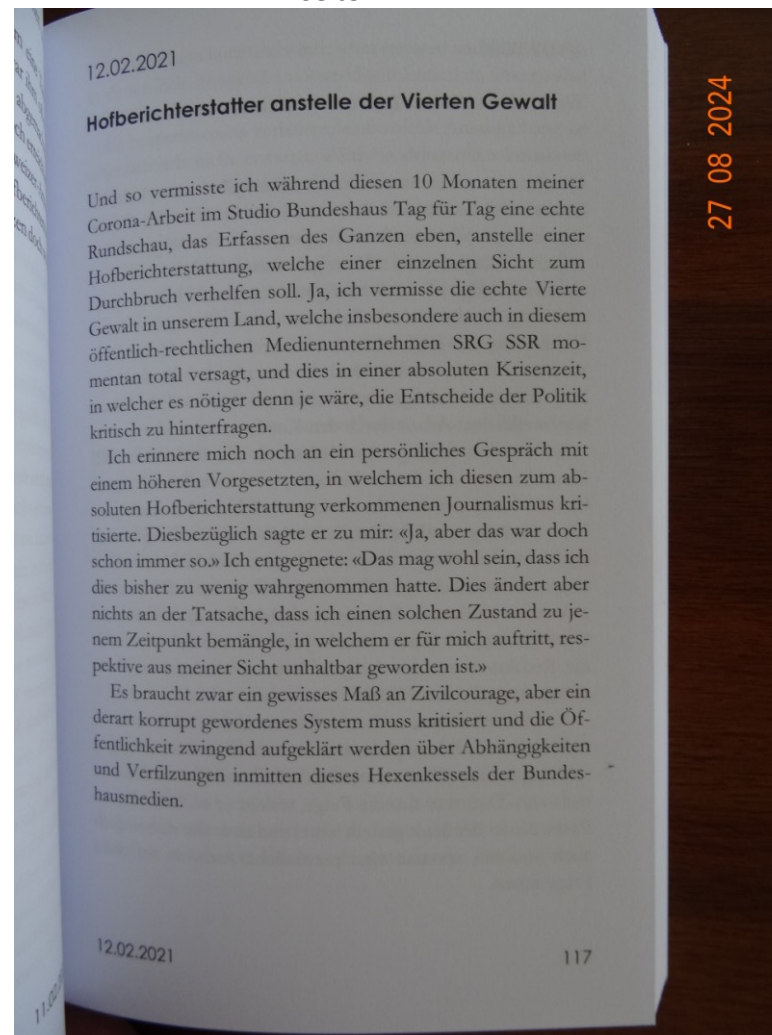 12.02.2021
Hofberichterstatter anstelle der Vierten Gewalt
Und so vermisste ich während diesen 10 Monaten meiner
Corona-Arbeit im Studio Bundeshaus Tag für Tag eine echte
Rundschau, das Erfassen des Ganzen eben, anstelle einer
Hofberichterstattung, welche einer einzelnen Sicht zum
Durchbruch verhelfen soll. Ja, ich vermisse die echte Vierte
Gewalt in unserem Land, welche insbesondere auch in diesem
öffentlich-rechtlichen Medienunternehmen SRG SSR mo-
mentan total versagt, und dies in einer absoluten Krisenzeit,
in welcher es nötiger denn je wäre, die Entscheide der Politik
kritisch zu hinterfragen.
Ich erinnere mich noch an ein persönliches Gespräch mit
einem höheren Vorgesetzten, in welchem ich diesen zum ab-
soluten Hofberichterstattung verkommenen Journalismus kri-
tisierte. Diesbezüglich sagte er zu mir: «Ja, aber das war doch
schon immer so.» Ich entgegnete: «Das mag wohl sein, dass ich
dies bisher zu wenig wahrgenommen hatte. Dies ändert aber
nichts an der Tatsache, dass ich einen solchen Zustand zu je-
nem Zeitpunkt bemängle, in welchem er für mich auftritt, res-
pektive aus meiner Sicht unhaltbar geworden ist.»
Es braucht zwar ein gewisses Maß an Zivilcourage, aber ein
derart korrupt gewordenes System muss kritisiert und die Öf-
fentlichkeit zwingend aufgeklärt werden über Abhängigkeiten
und Verfilzungen inmitten dieses Hexenkessels der Bundes-
hausmedien.
12.02.2021
117
27 08 2024